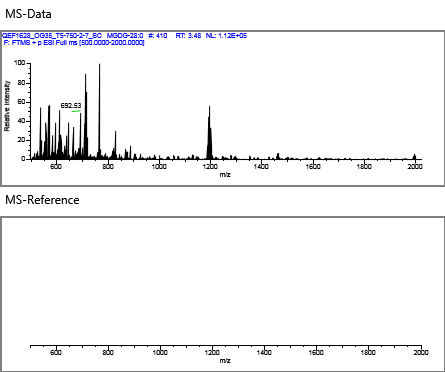 MS-Data
QEF1628_OG35_T5-750-2-7_BC MGDG-28:0 #: 410 RT: 3.48 NL: 1.12E+05
F: FTMS + p ESI Full ms [500.0000-2000.0000]
100
80
60
40
20
0
Relative Intensity
692.53
600 800 1000 1200 1400 1600 1800 2000
m/z
MS-Reference
600 800 1000 1200 1400 1600 1800 2000
m/z